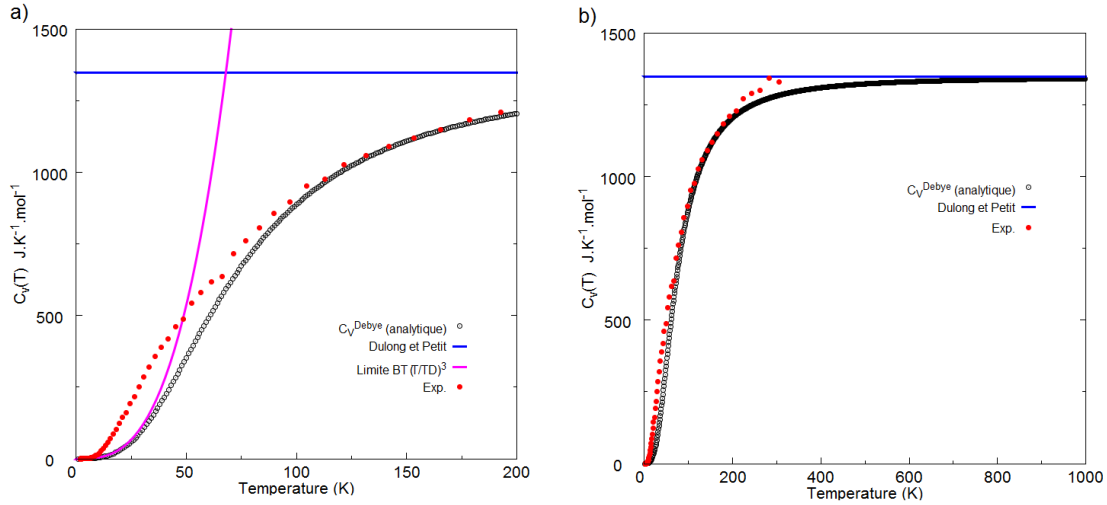 a)
1500
1000
500
0
C_v(T) J.K⁻¹.mol⁻¹
C_V^Debye (analytique)
Dulong et Petit
Limite BT (T/TD)³
Exp.
0 50 100 150 200
Temperature (K)
b)
1500
1000
500
0
C_v(T) J.K⁻¹.mol⁻¹
C_V^Debye (analytique)
Dulong et Petit
Exp.
0 200 400 600 800 1000
Temperature (K)